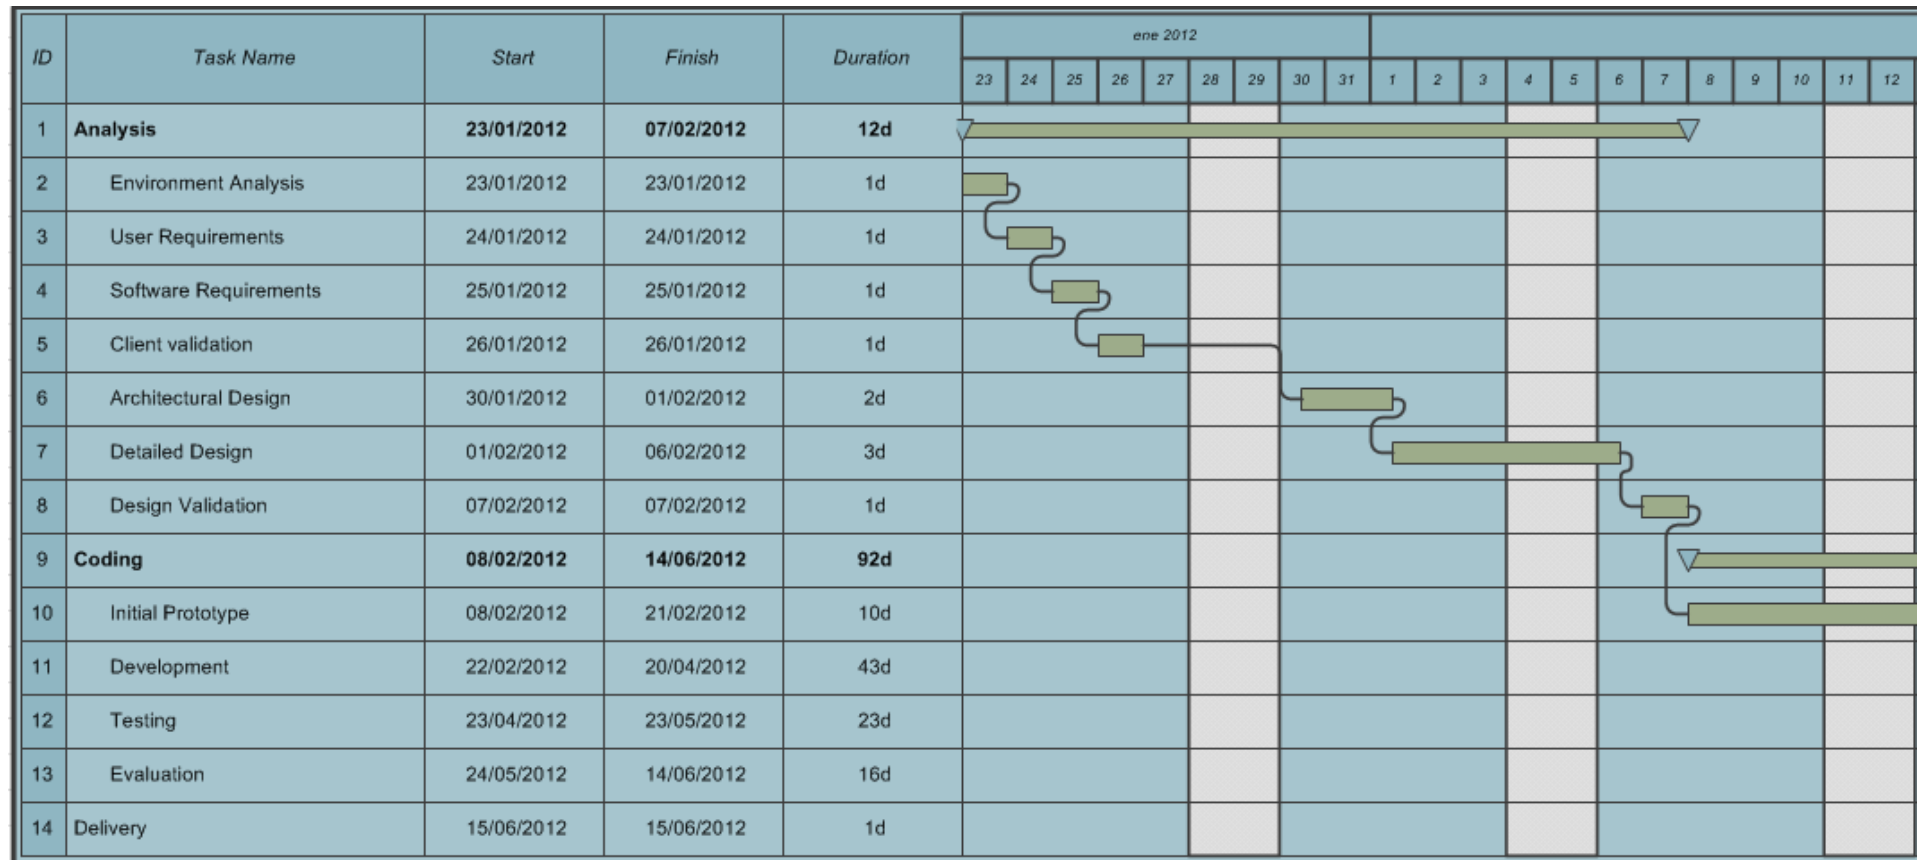 ID Task Name Start Finish Duration ene 2012
23 24 25 26 27 28 29 30 31 1 2 3 4 5 6 7 8 9 10 11 12
1 Analysis 23/01/2012 07/02/2012 12d
2 Environment Analysis 23/01/2012 23/01/2012 1d
3 User Requirements 24/01/2012 24/01/2012 1d
4 Software Requirements 25/01/2012 25/01/2012 1d
5 Client validation 26/01/2012 26/01/2012 1d
6 Architectural Design 30/01/2012 01/02/2012 2d
7 Detailed Design 01/02/2012 06/02/2012 3d
8 Design Validation 07/02/2012 07/02/2012 1d
9 Coding 08/02/2012 14/06/2012 92d
10 Initial Prototype 08/02/2012 21/02/2012 10d
11 Development 22/02/2012 20/04/2012 43d
12 Testing 23/04/2012 23/05/2012 23d
13 Evaluation 24/05/2012 14/06/2012 16d
14 Delivery 15/06/2012 15/06/2012 1d